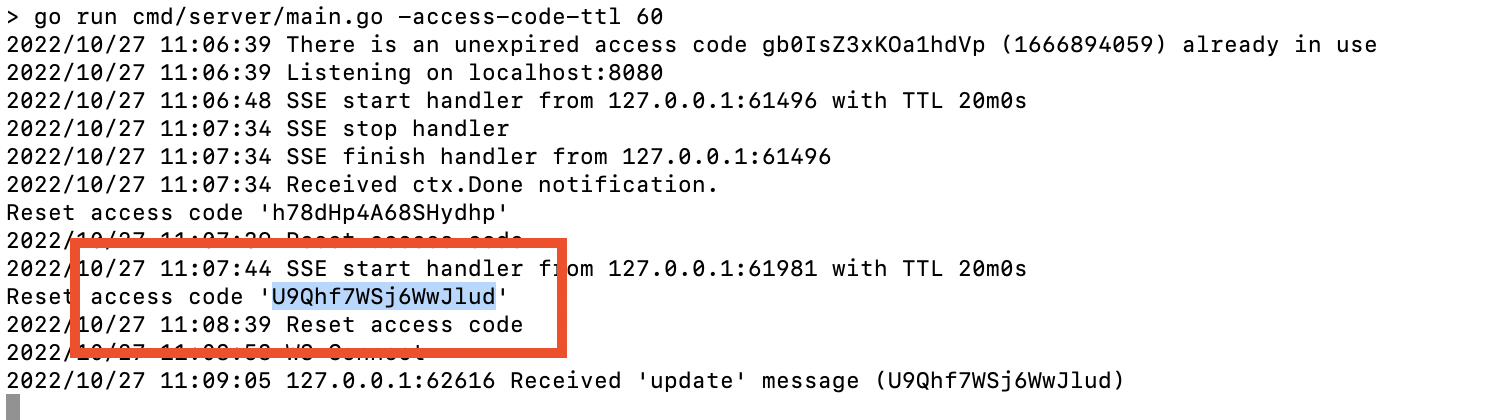 > go run cmd/server/main.go -access-code-ttl 60
2022/10/27 11:06:39 There is an unexpired access code gb0IsZ3xKOa1hdVp (1666894059) already in use
2022/10/27 11:06:39 Listening on localhost:8080
2022/10/27 11:06:48 SSE start handler from 127.0.0.1:61496 with TTL 20m0s
2022/10/27 11:07:34 SSE stop handler
2022/10/27 11:07:34 SSE finish handler from 127.0.0.1:61496
2022/10/27 11:07:34 Received ctx.Done notification.
Reset access code 'h78dHp4A68SHydhp'
2022/10/27 11:07:39 Reset access code
2022/10/27 11:07:44 SSE start handler from 127.0.0.1:61981 with TTL 20m0s
Reset access code 'U9Qhf7WSj6WwJlud'
2022/10/27 11:08:39 Reset access code
2022/10/27 WS Connect
2022/10/27 11:09:05 127.0.0.1:62616 Received 'update' message (U9Qhf7WSj6WwJlud)